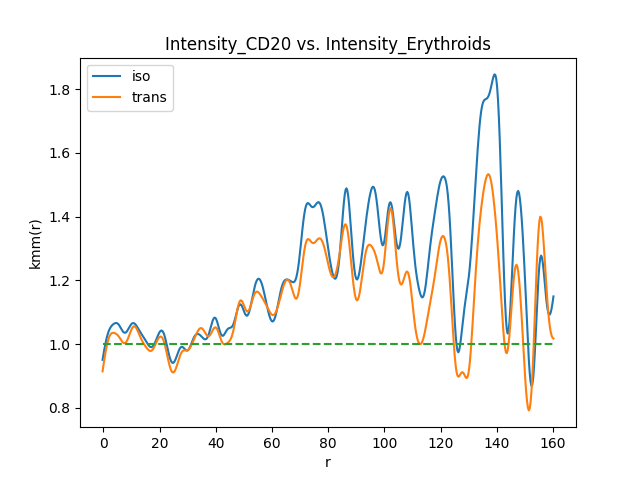 Intensity_CD20 vs. Intensity_Erythroids
iso
trans
kmm(r)
1.8
1.6
1.4
1.2
1.0
0.8
0 20 40 60 80 100 120 140 160
r